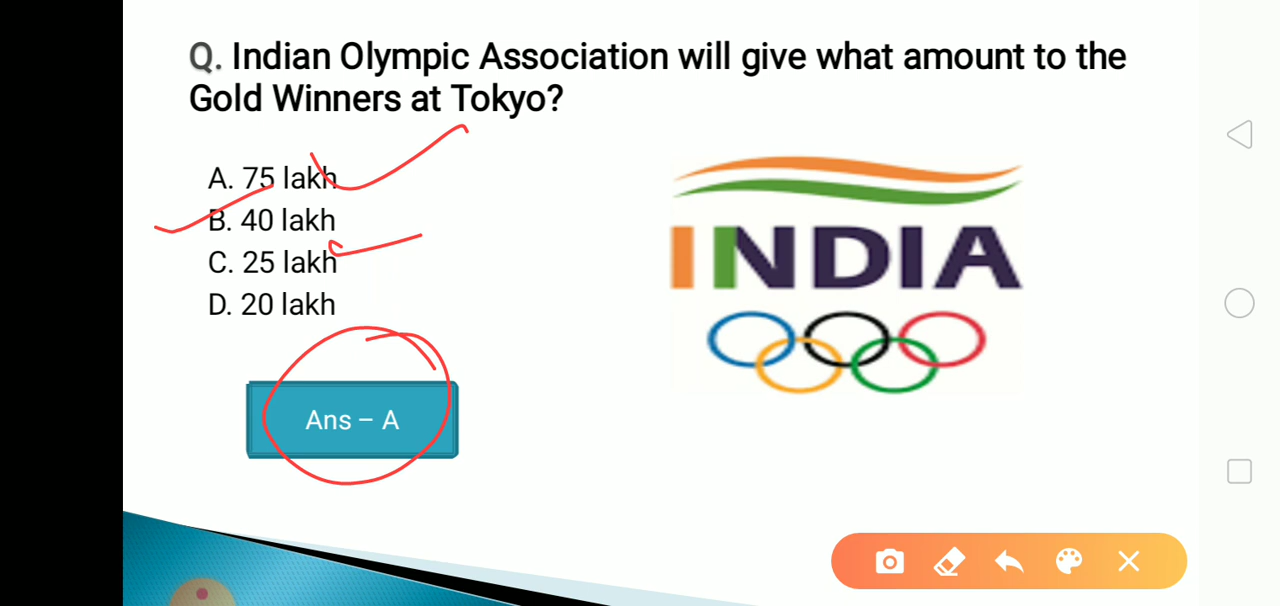 Q. Indian Olympic Association will give what amount to the
Gold Winners at Tokyo?
A. 75 lakh
B. 40 lakh
C. 25 lakh
D. 20 lakh
Ans – A
INDIA